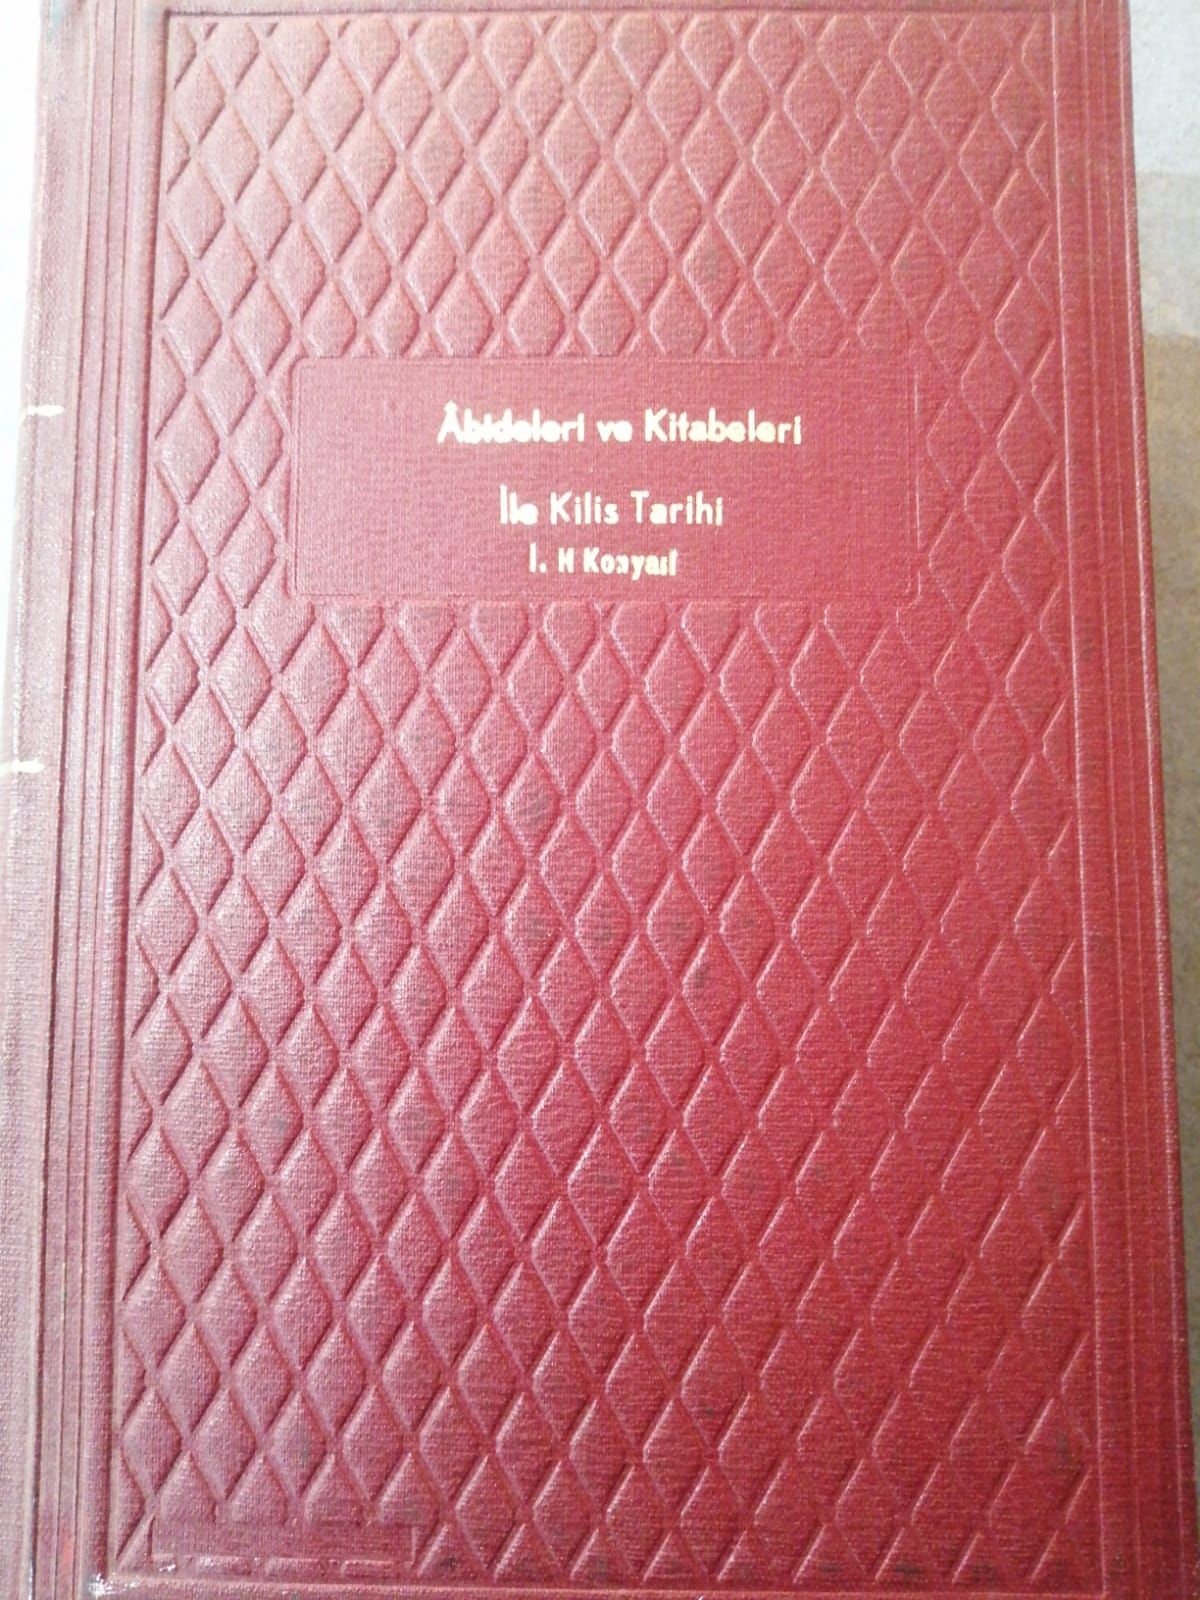 Âbideleri ve Kitabeleri
İle Kilis Tarihi
İ. H Konyalı